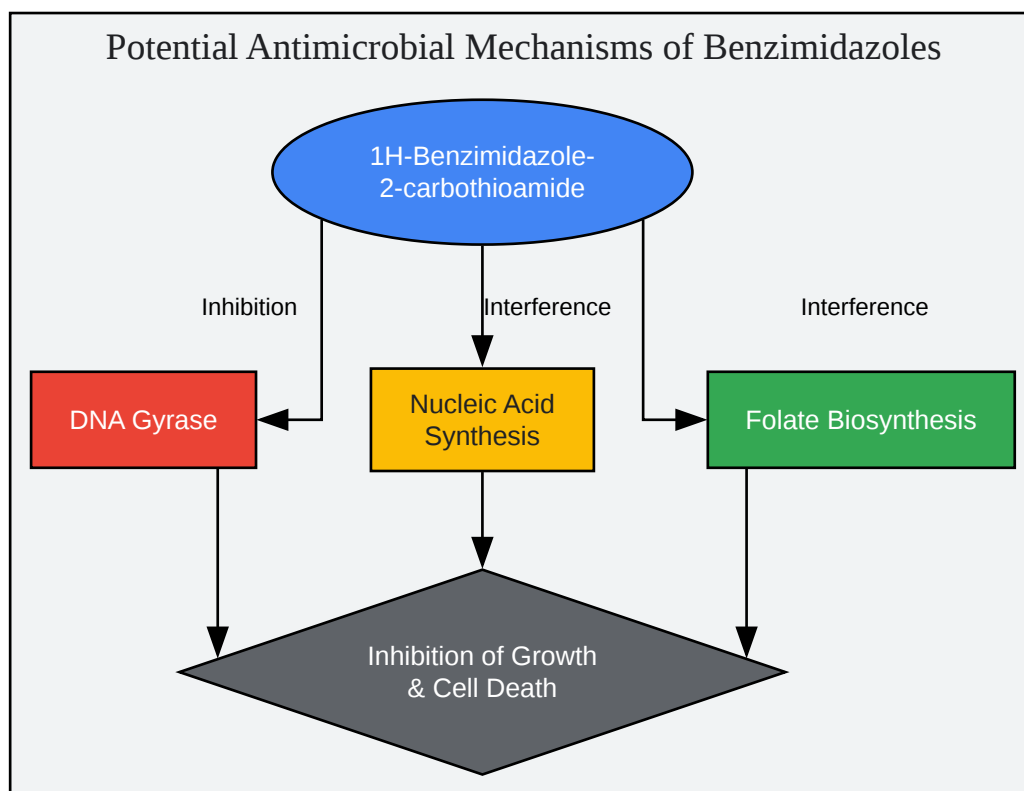 Potential Antimicrobial Mechanisms of Benzimidazoles
1H-Benzimidazole-
2-carbothioamide
Inhibition
Interference
Interference
DNA Gyrase
Nucleic Acid
Synthesis
Folate Biosynthesis
Inhibition of Growth
& Cell Death